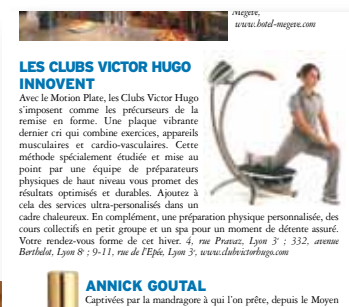 Megève,
www.hotel-megeve.com
LES CLUBS VICTOR HUGO
INNOVENT
Avec le Motion Plate, les Clubs Victor Hugo
s'imposent comme les précurseurs de la
remise en forme. Une plaque vibrante
dernier cri qui combine exercices, appareils
musculaires et cardio-vasculaires. Cette
méthode spécialement étudiée et mise au
point par une équipe de préparateurs
physiques de haut niveau vous promet des
résultats optimisés et durables. Ajoutez à
cela des services ultra-personalisés dans un
cadre chaleureux. En complément, une préparation physique personnalisée, des
cours collectifs en petit groupe et un spa pour un moment de détente assuré.
Votre rendez-vous forme de cet hiver. 4, rue Pravaz, Lyon 3e ; 332, avenue
Berthelot, Lyon 8e ; 9-11, rue de l'Epée, Lyon 3e, www.clubvictorhugo.com
ANNICK GOUTAL
Captivées par la mandragore à qui l'on prête, depuis le Moyen